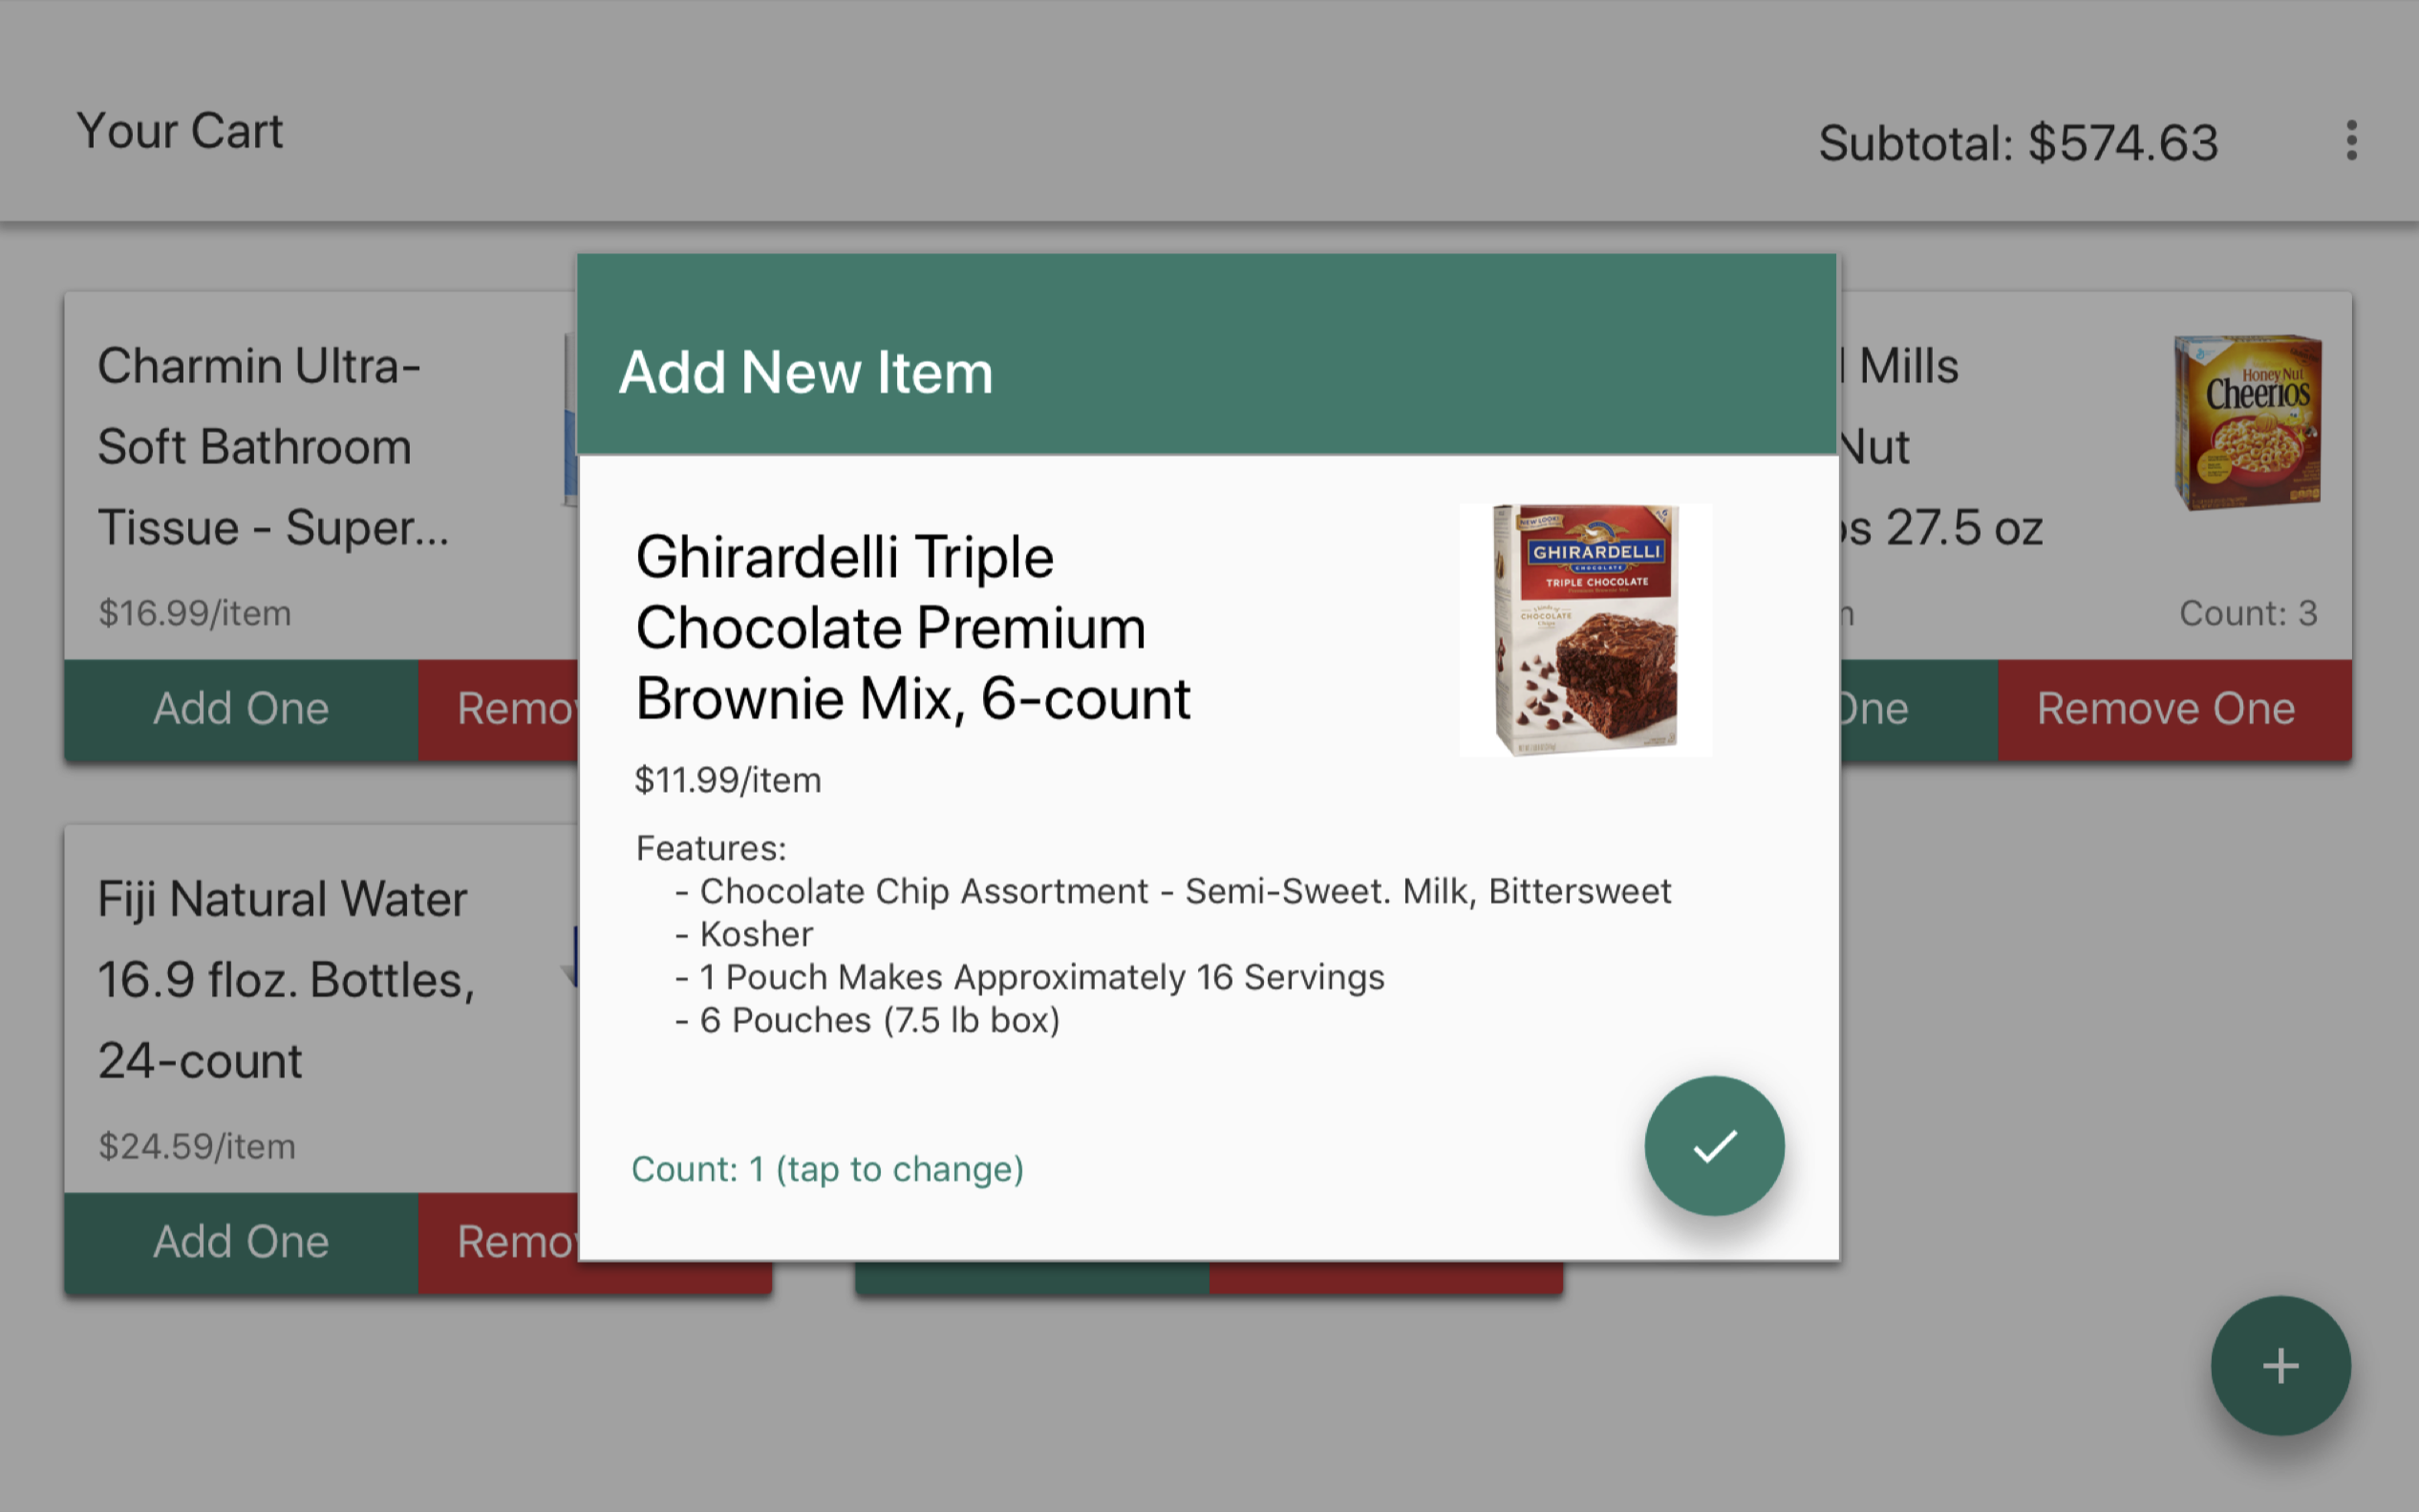 Your Cart
Subtotal: $574.63
Charmin Ultra-
Soft Bathroom
Tissue - Super...
$16.99/item
Add One
Add New Item
Ghirardelli Triple
Chocolate Premium
Brownie Mix, 6-count
$11.99/item
Features:
- Chocolate Chip Assortment - Semi-Sweet. Milk, Bittersweet
- Kosher
- 1 Pouch Makes Approximately 16 Servings
- 6 Pouches (7.5 lb box)
Count: 1 (tap to change)
NEW LOOK!
GHIRARDELLI
CHOCOLATE
TRIPLE CHOCOLATE
CHOCOLATE
Mills
Nut
27.5 oz
Honey Nut
Cheerios
Count: 3
One
Remove One
Fiji Natural Water
16.9 floz. Bottles,
24-count
$24.59/item
Add One